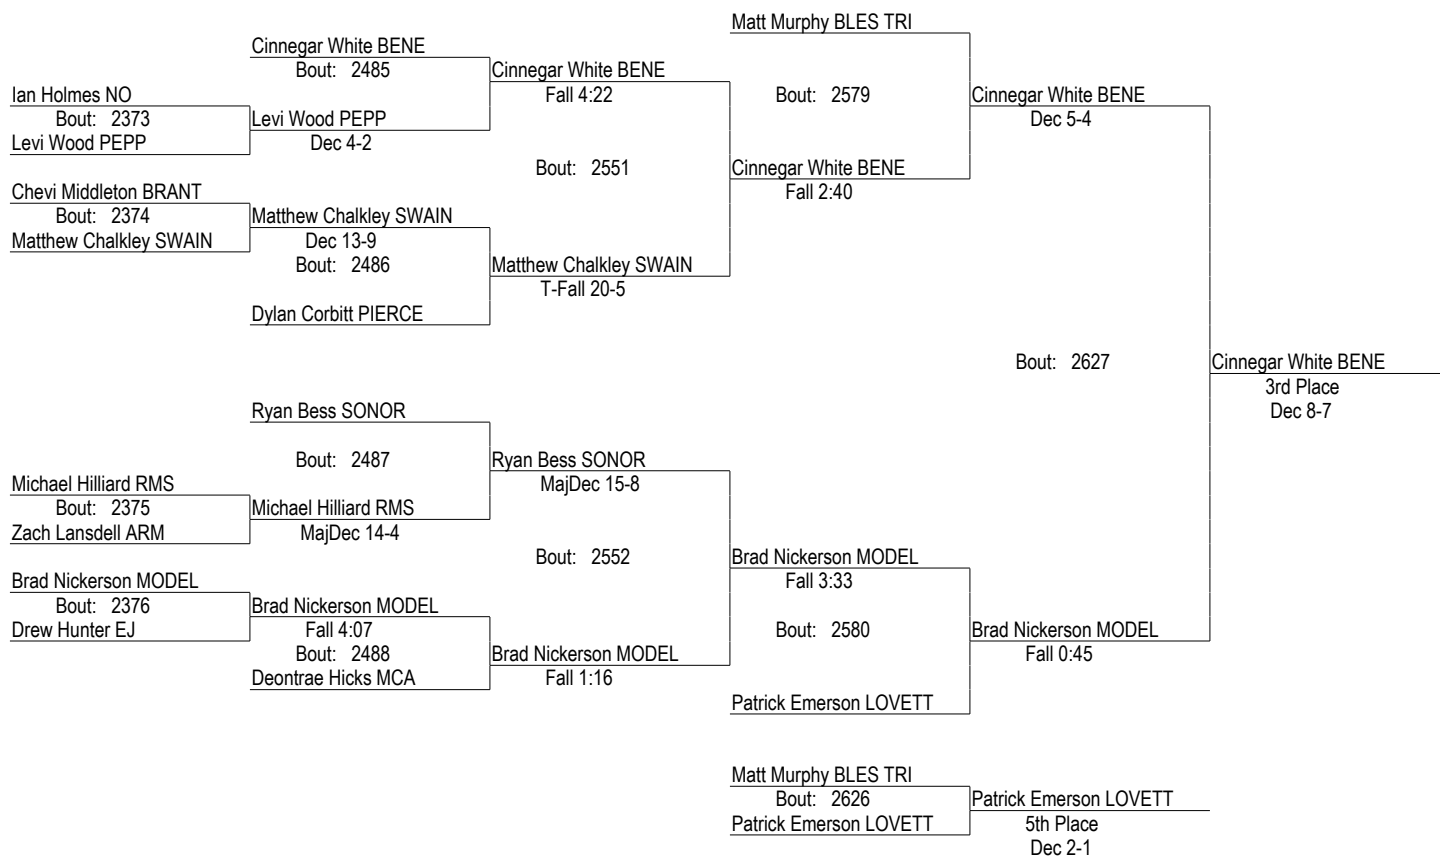 Matt Murphy BLES TRI
Cinnegar White BENE
Bout: 2485
Cinnegar White BENE
Fall 4:22
Ian Holmes NO
Bout: 2373
Levi Wood PEPP
Levi Wood PEPP
Dec 4-2
Bout: 2579
Cinnegar White BENE
Dec 5-4
Bout: 2551
Cinnegar White BENE
Fall 2:40
Chevi Middleton BRANT
Bout: 2374
Matthew Chalkley SWAIN
Matthew Chalkley SWAIN
Dec 13-9
Bout: 2486
Matthew Chalkley SWAIN
T-Fall 20-5
Dylan Corbitt PIERCE
Bout: 2627
Cinnegar White BENE
3rd Place
Dec 8-7
Ryan Bess SONOR
Bout: 2487
Ryan Bess SONOR
MajDec 15-8
Michael Hilliard RMS
Bout: 2375
Zach Lansdell ARM
Michael Hilliard RMS
MajDec 14-4
Bout: 2552
Brad Nickerson MODEL
Fall 3:33
Brad Nickerson MODEL
Bout: 2376
Drew Hunter EJ
Brad Nickerson MODEL
Fall 4:07
Bout: 2488
Deontrae Hicks MCA
Brad Nickerson MODEL
Fall 1:16
Bout: 2580
Brad Nickerson MODEL
Fall 0:45
Patrick Emerson LOVETT
Matt Murphy BLES TRI
Bout: 2626
Patrick Emerson LOVETT
Patrick Emerson LOVETT
5th Place
Dec 2-1